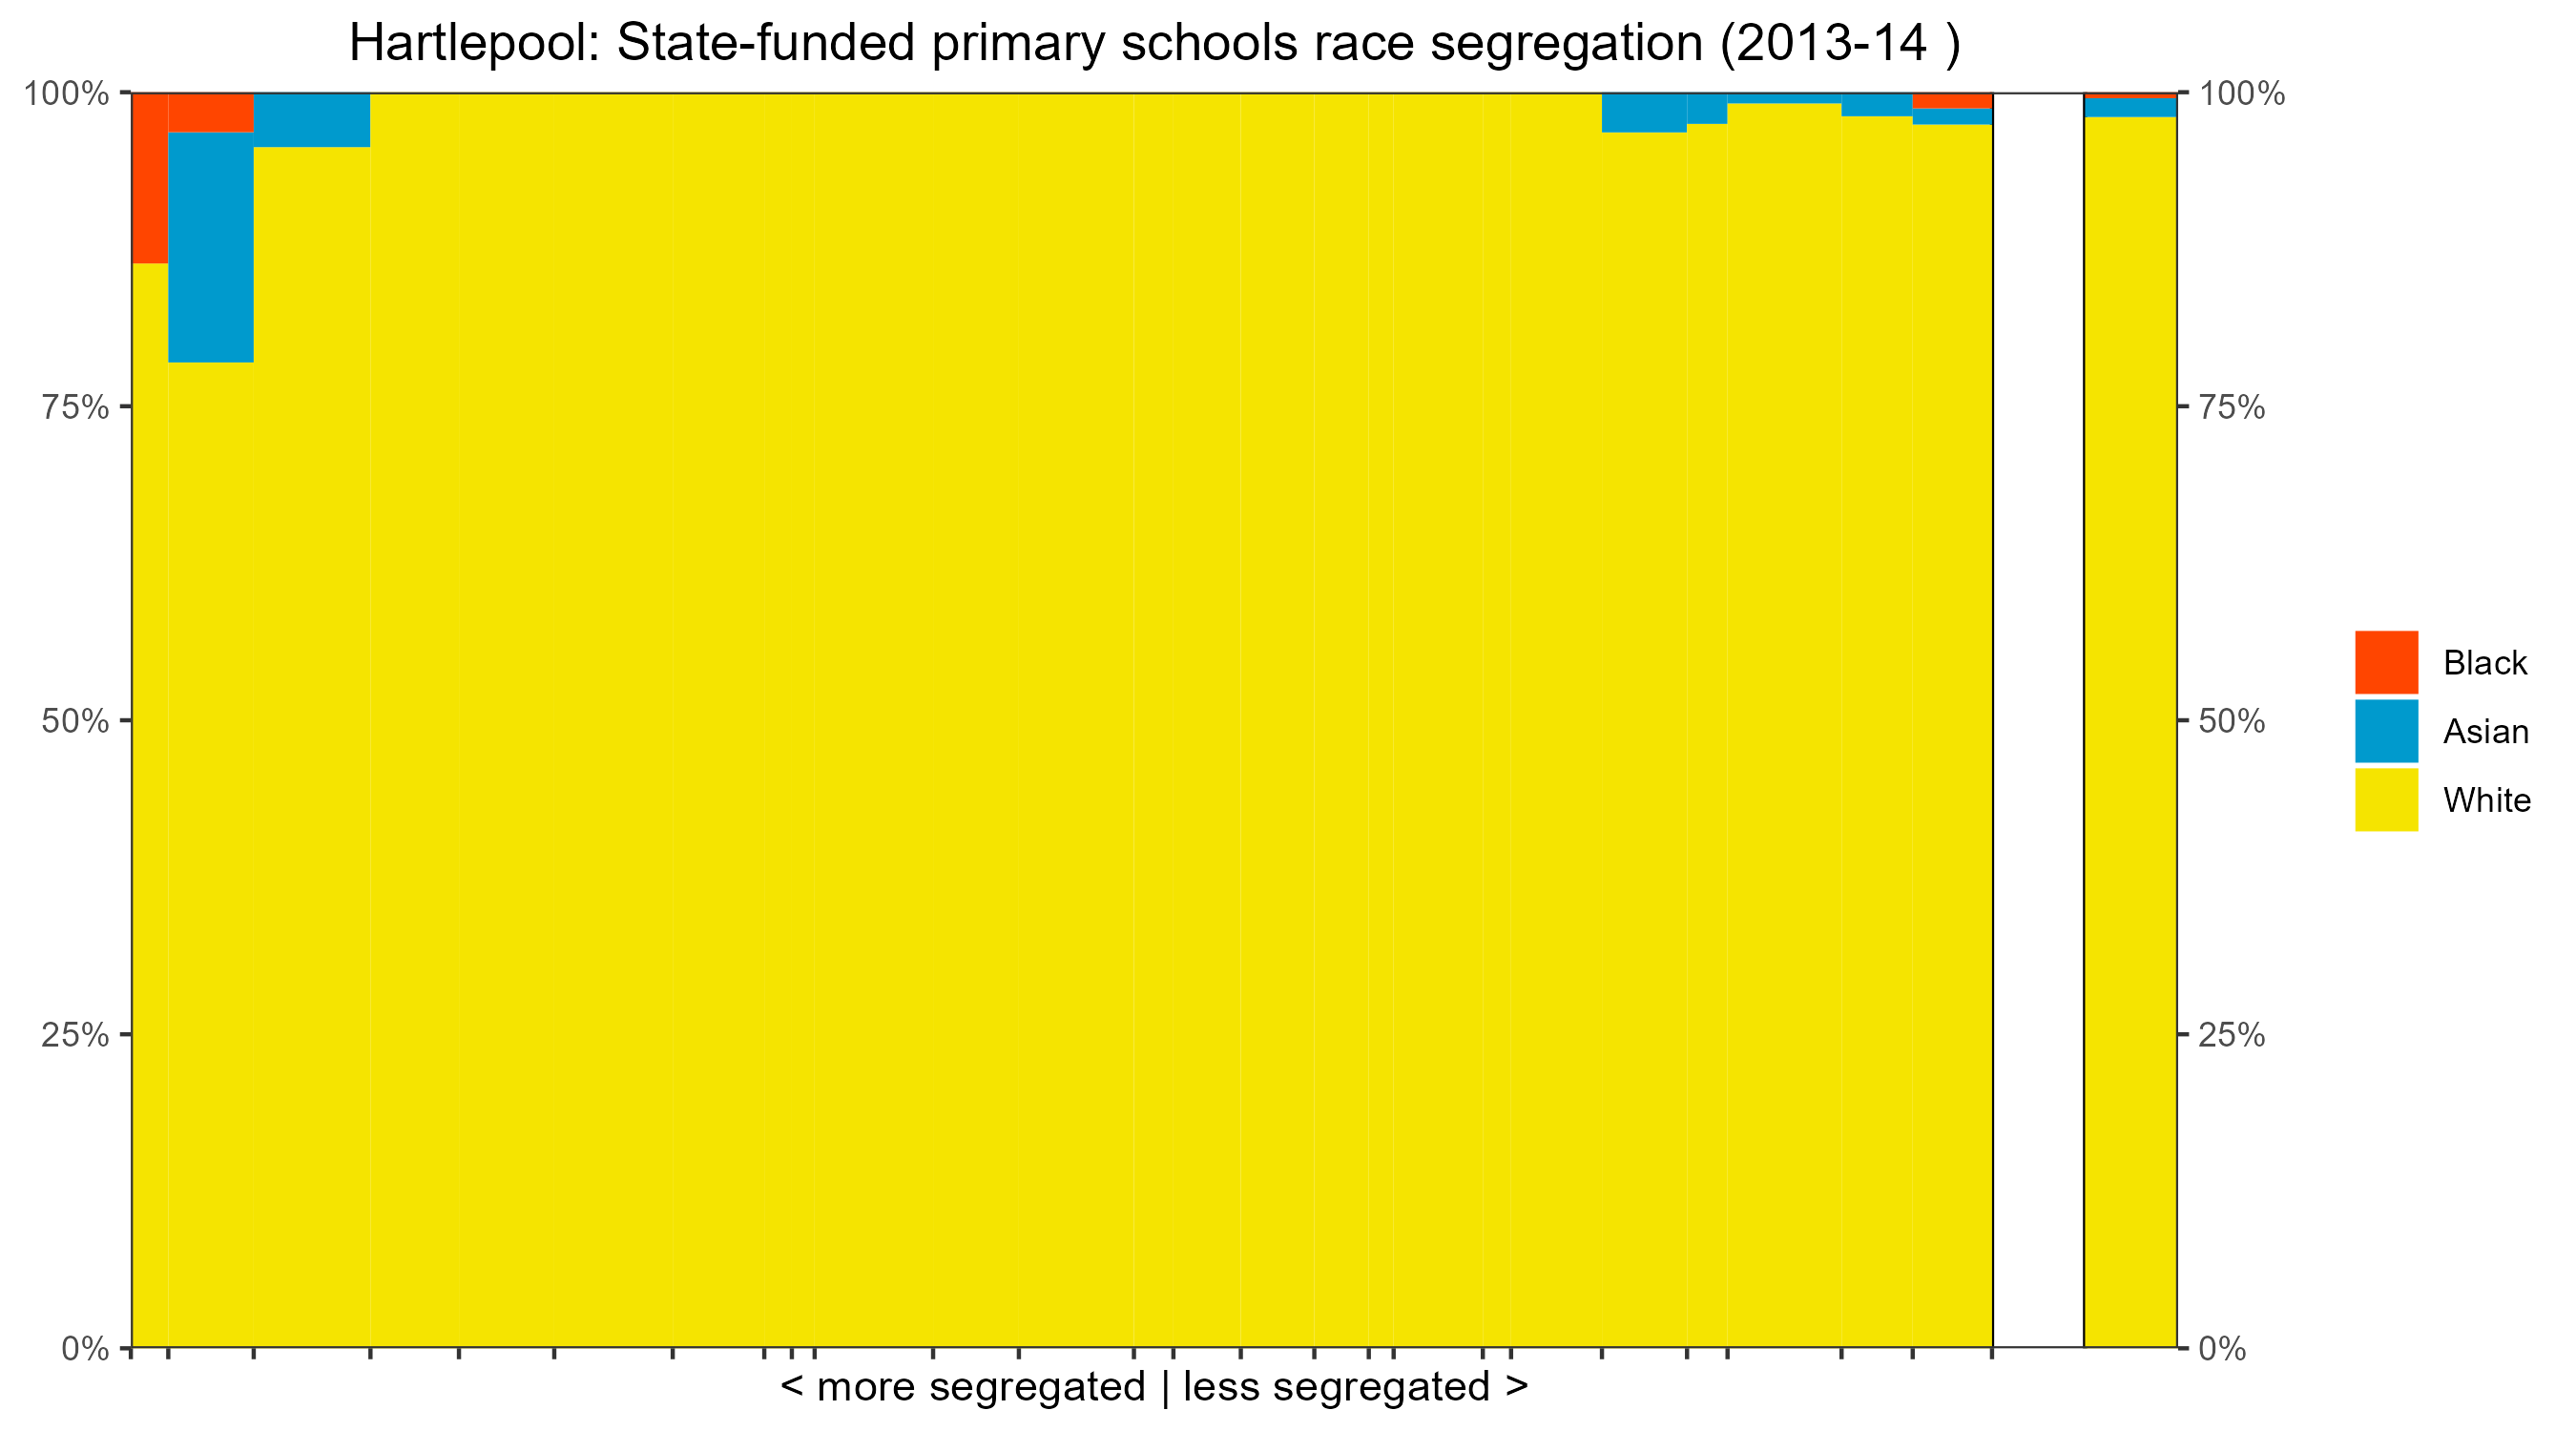 Hartlepool: State-funded primary schools race segregation (2013-14 )
100%
75%
50%
25%
0%
100%
75%
50%
25%
0%
Black
Asian
White
< more segregated | less segregated >